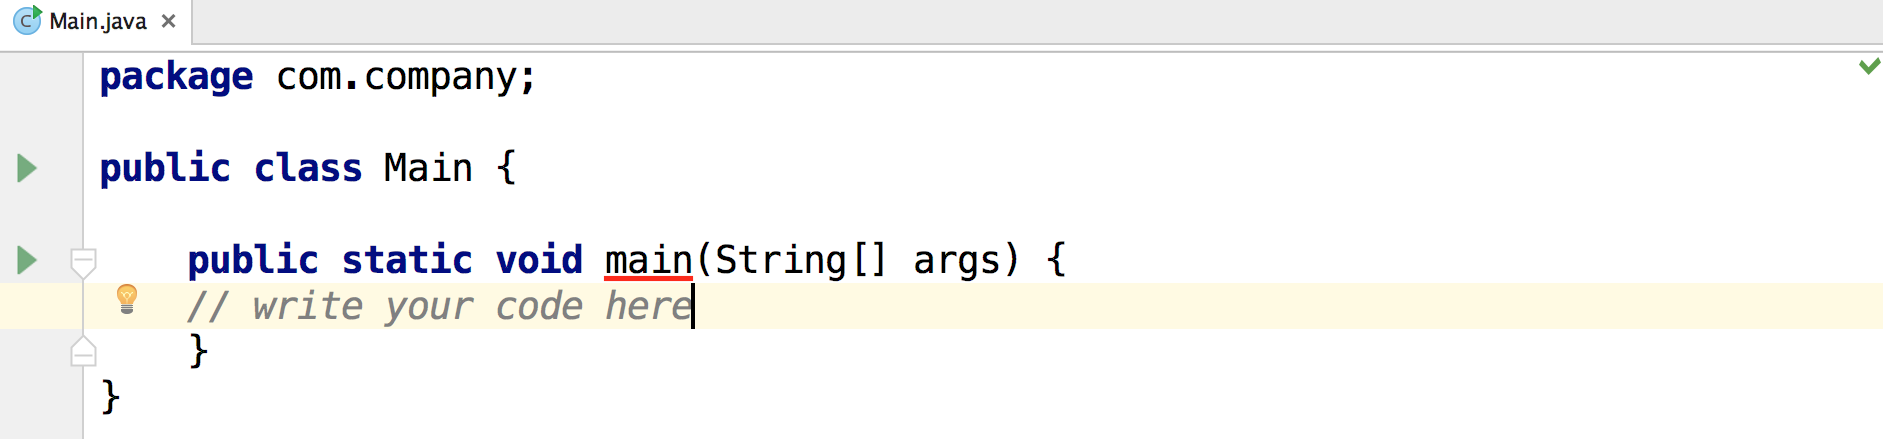 Main.java
package com.company;
public class Main {
public static void main(String[] args) {
// write your code here
}
}